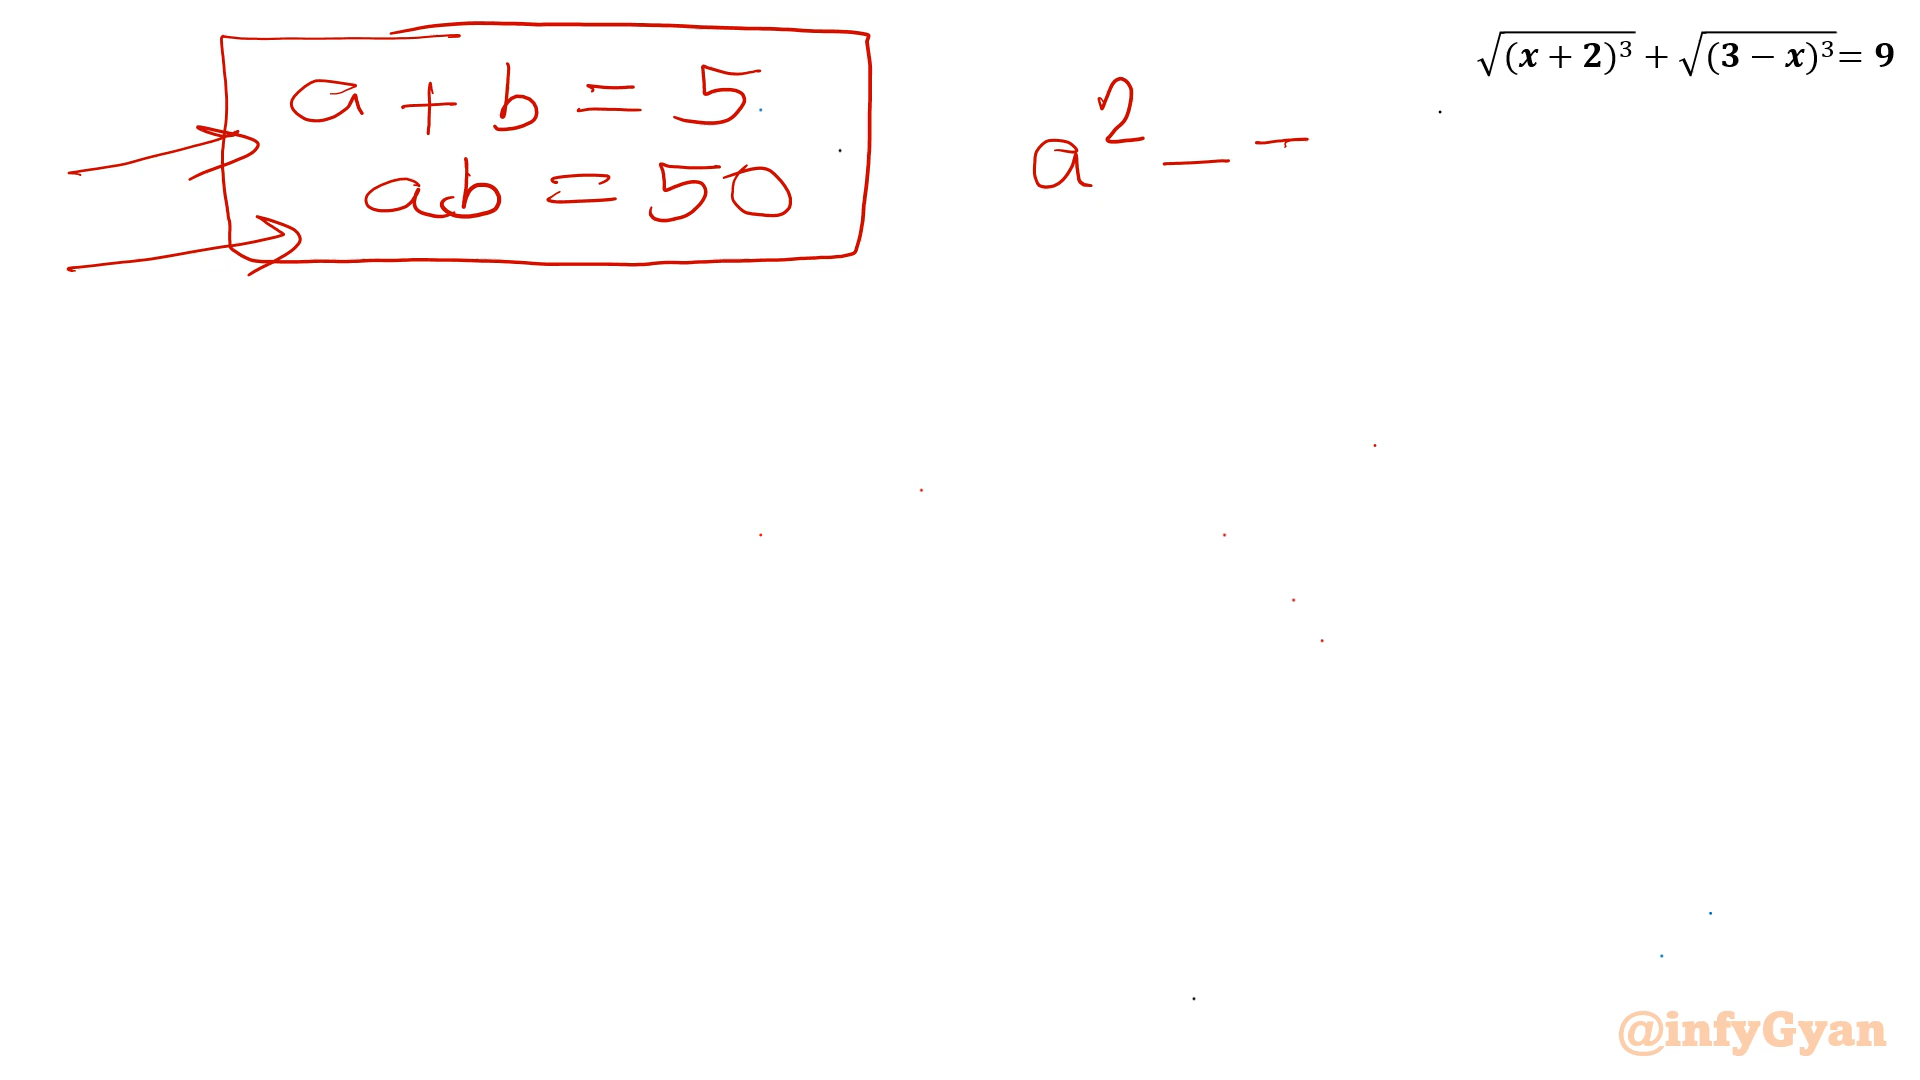 a + b = 5
ab = 50
a² − −
√(x + 2)³ + √(3 − x)³ = 9
@infyGyan